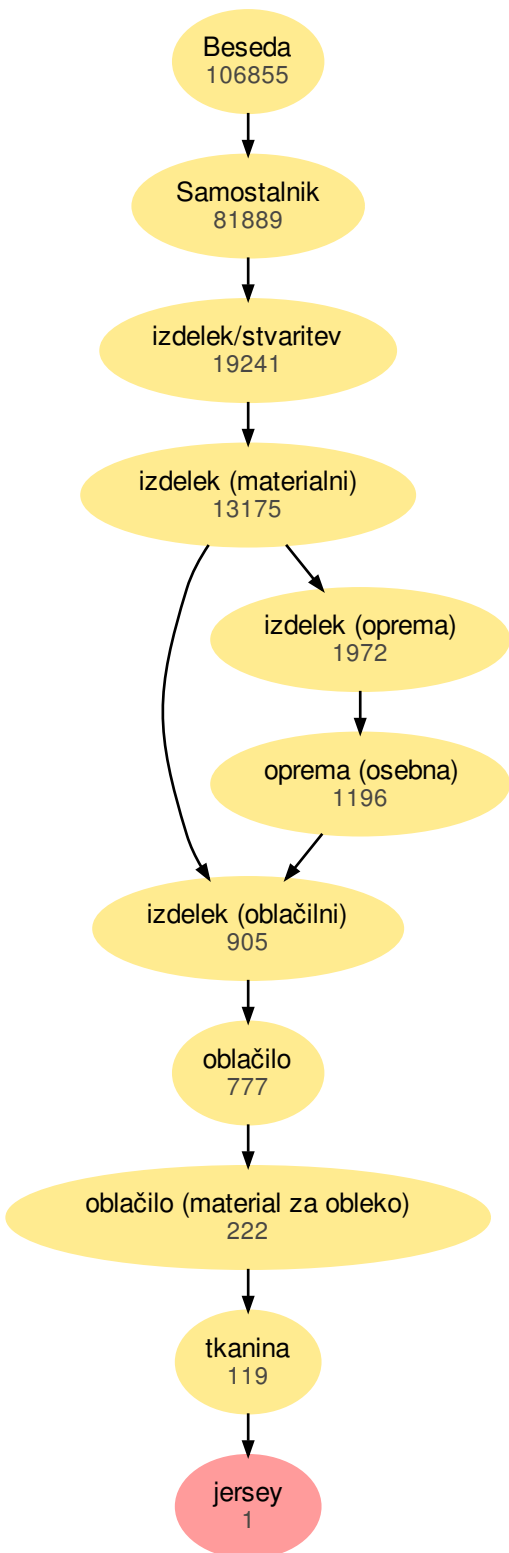 Beseda
106855
Samostalnik
81889
izdelek/stvaritev
19241
izdelek (materialni)
13175
izdelek (oprema)
1972
oprema (osebna)
1196
izdelek (oblačilni)
905
oblačilo
777
oblačilo (material za obleko)
222
tkanina
119
jersey
1